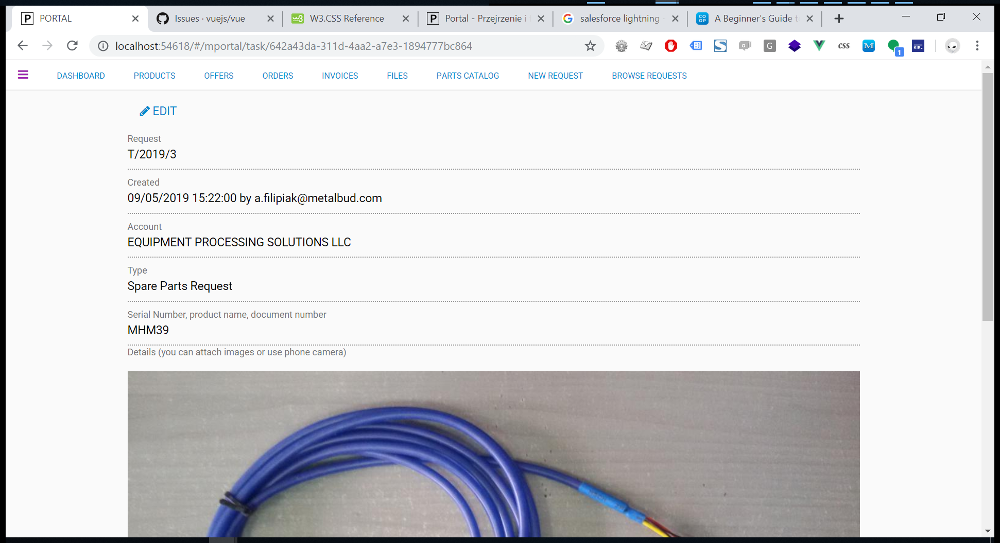 PORTAL
Issues · vuejs/vue
W3.CSS Reference
Portal - Przejrzenie i
salesforce lightning
A Beginner's Guide
localhost:54618/#/mportal/task/642a43da-311d-4aa2-a7e3-1894777bc864
a
G
css
M
1
KIR.
DASHBOARD
PRODUCTS
OFFERS
ORDERS
INVOICES
FILES
PARTS CATALOG
NEW REQUEST
BROWSE REQUESTS
EDIT
Request
T/2019/3
Created
09/05/2019 15:22:00 by a.filipiak@metalbud.com
Account
EQUIPMENT PROCESSING SOLUTIONS LLC
Type
Spare Parts Request
Serial Number, product name, document number
MHM39
Details (you can attach images or use phone camera)